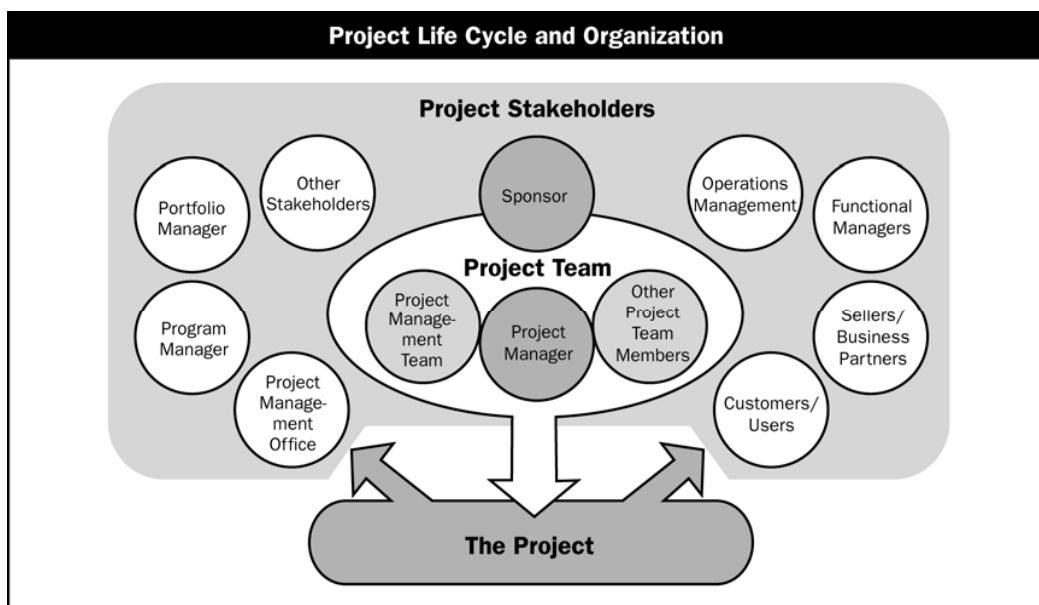 Project Life Cycle and Organization
Project Stakeholders
Portfolio
Manager
Other
Stakeholders
Sponsor
Operations
Management
Functional
Managers
Program
Manager
Project Team
Project
Manage-
ment
Team
Project
Manager
Other
Project
Team
Members
Sellers/
Business
Partners
Project
Manage-
ment
Office
Customers/
Users
The Project